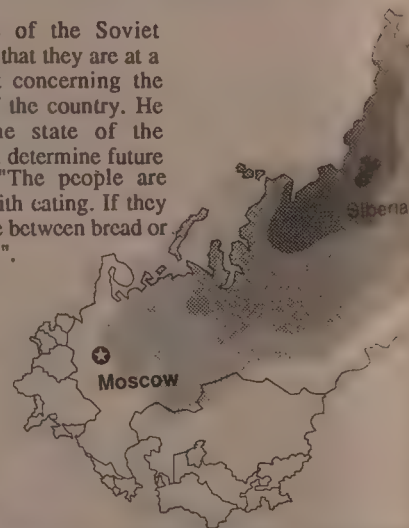 of the Soviet
that they are at a
concerning the
the country. He
state of the
determine future
"The people are
with eating. If they
between bread or
".
Siberia
Moscow